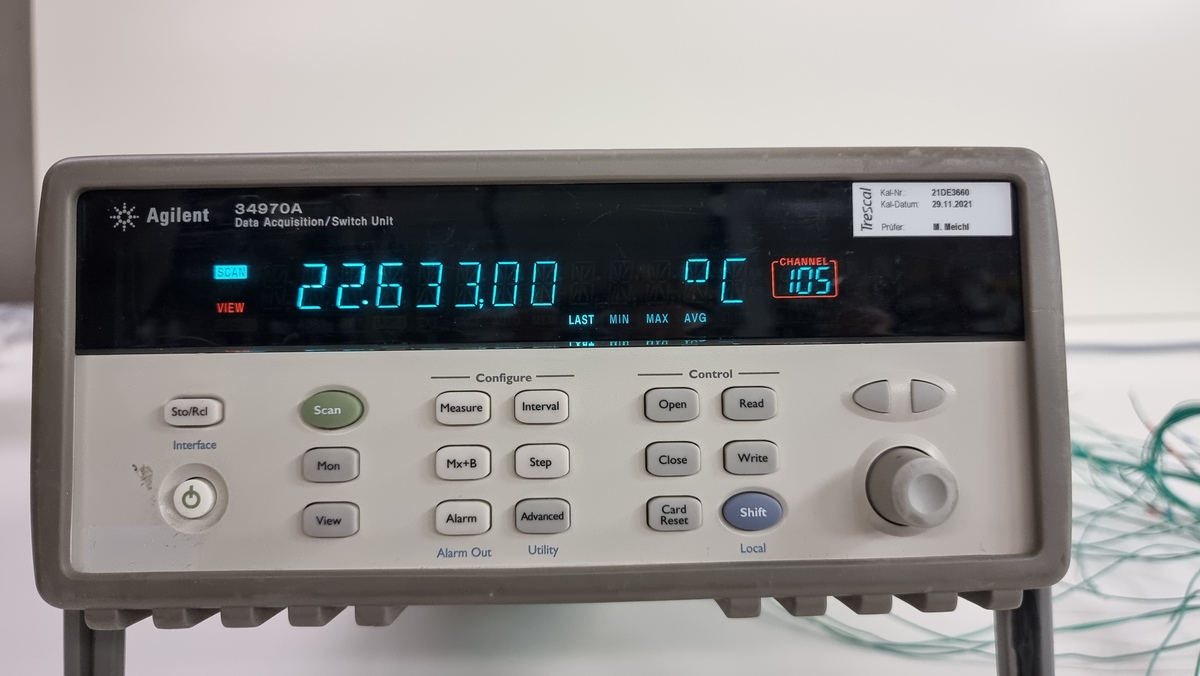 Agilent
34970A
Data Acquisition/Switch Unit
Trescal
Kal-Nr.: 21DE3660
Kal-Datum: 29.11.2021
Prüfer: M. Meichl
SCAN
VIEW
22.633,00 °C
CHANNEL
105
LAST MIN MAX AVG
Configure
Control
Sto/Rcl
Scan
Measure
Interval
Open
Read
Interface
Mon
Mx+B
Step
Close
Write
View
Alarm
Advanced
Card
Reset
Shift
Alarm Out
Utility
Local